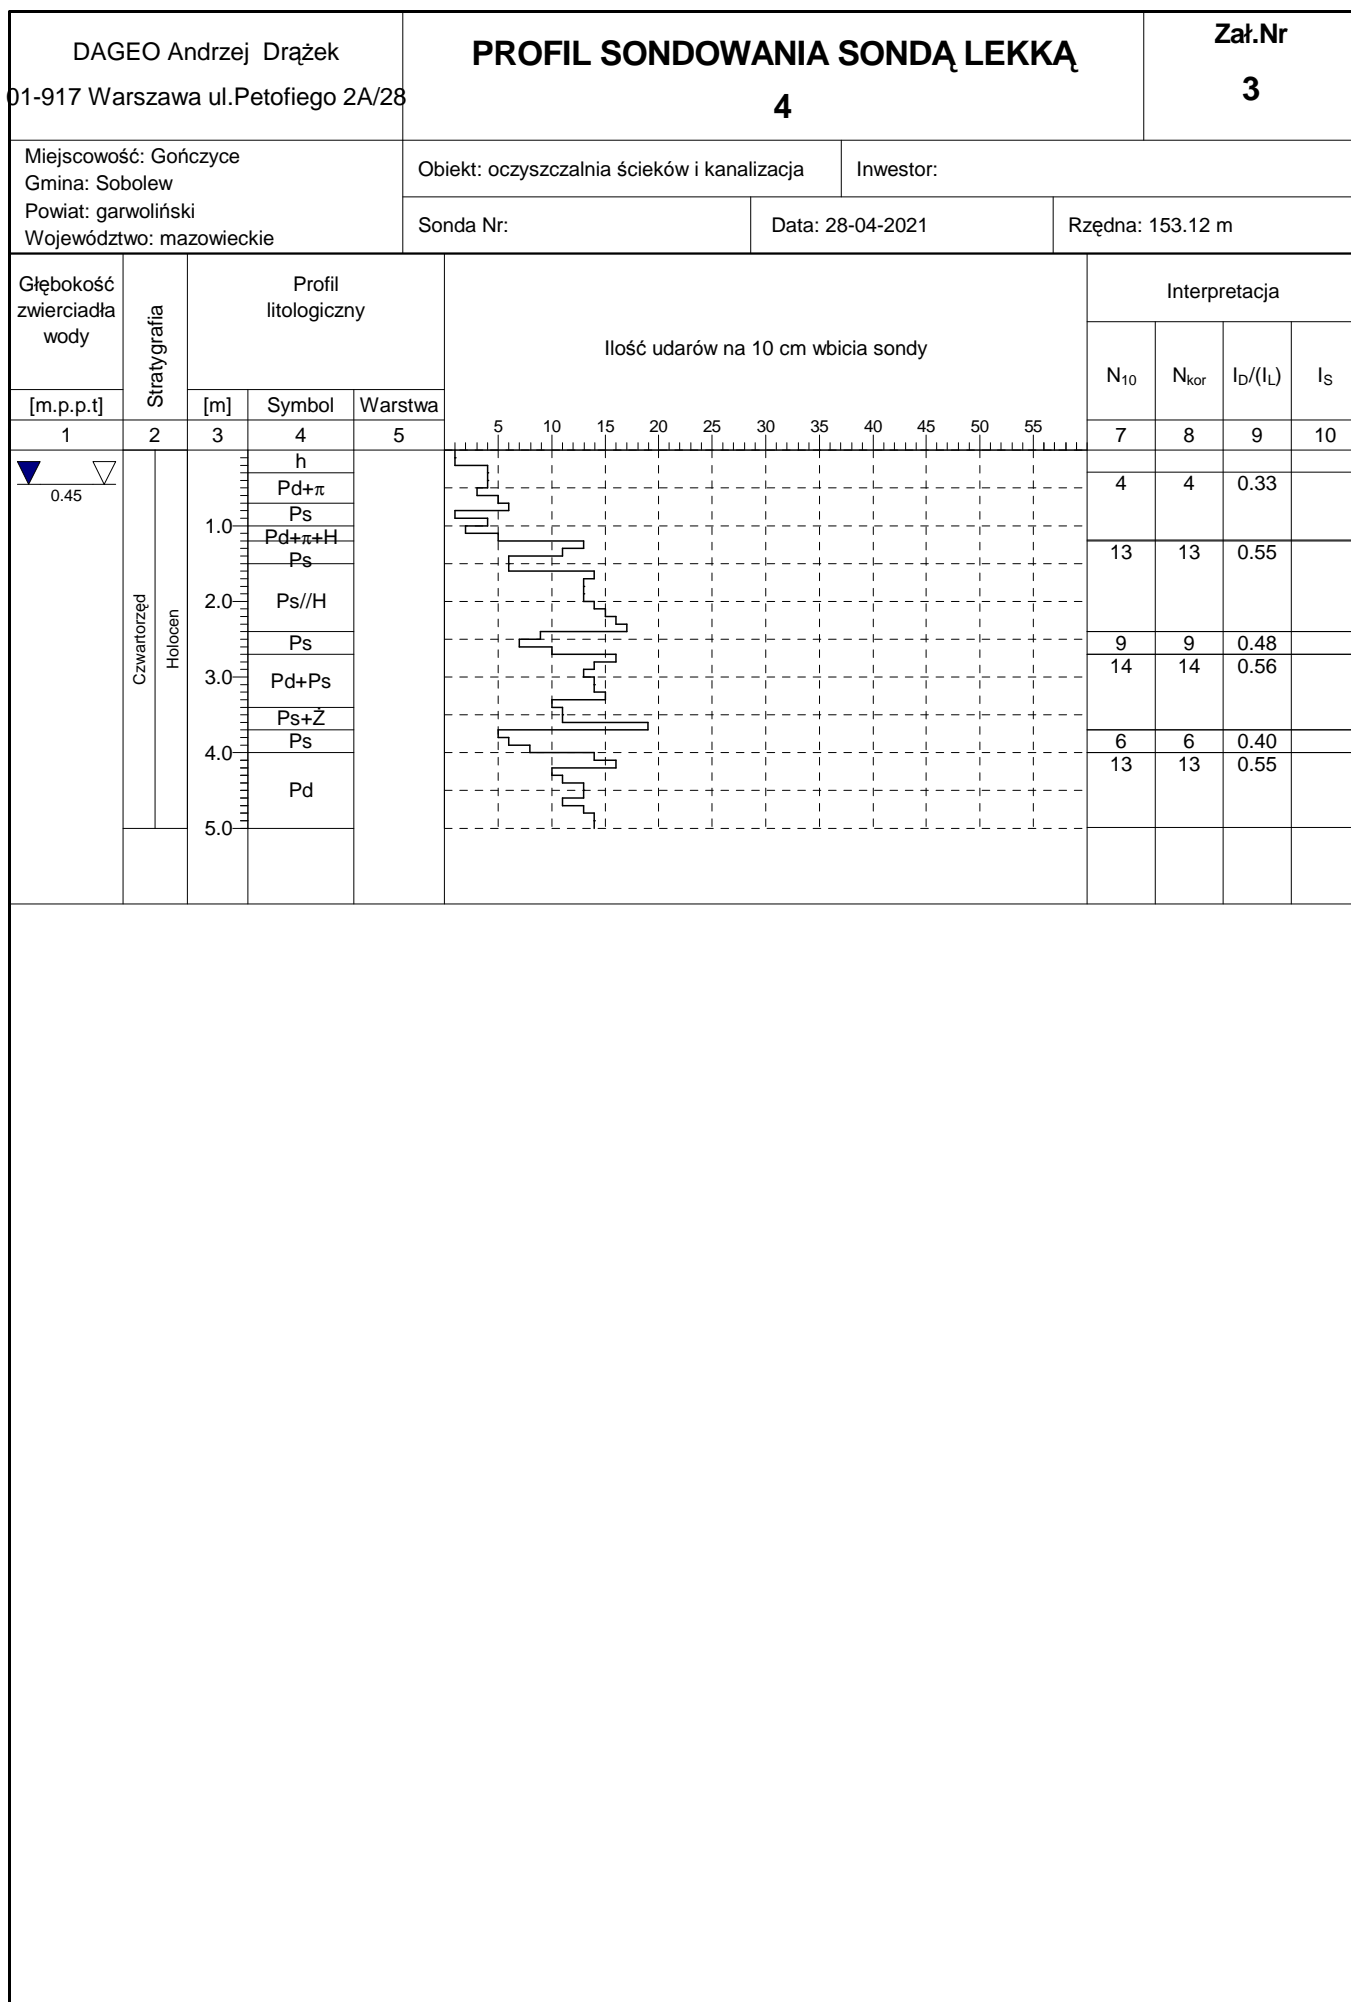 DAGEO Andrzej Drążek
01-917 Warszawa ul.Petofiego 2A/28
PROFIL SONDOWANIA SONDĄ LEKKĄ
4
Zał.Nr
3
Miejscowość: Gończyce
Gmina: Sobolew
Powiat: garwoliński
Województwo: mazowieckie
Obiekt: oczyszczalnia ścieków i kanalizacja
Inwestor:
Sonda Nr:
Data: 28-04-2021
Rzędna: 153.12 m
Głębokość
zwierciadła
wody
[m.p.p.t]
Stratygrafia
Profil
litologiczny
[m] Symbol Warstwa
Ilość udarów na 10 cm wbicia sondy
Interpretacja
N10 Nkor ID/(IL) IS
5 10 15 20 25 30 35 40 45 50 55
1 2 3 4 5 7 8 9 10
0.45
Czwartorzęd
Holocen
h
Pd+π 4 4 0.33
Ps
1.0
Pd+π+H
Ps 13 13 0.55
2.0 Ps//H
Ps 9 9 0.48
14 14 0.56
3.0 Pd+Ps
Ps+Ż
Ps 6 6 0.40
4.0
13 13 0.55
Pd
5.0